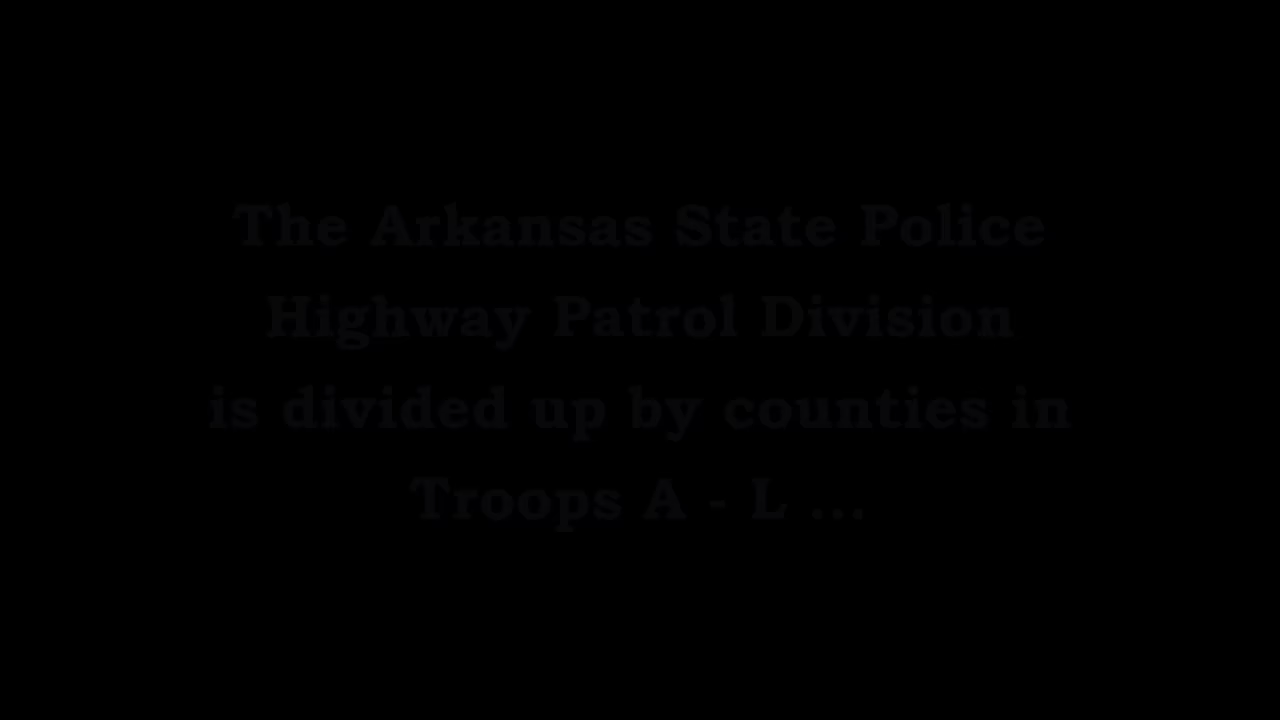 The Arkansas State Police
Highway Patrol Division
is divided up by counties in
Troops A - L ...